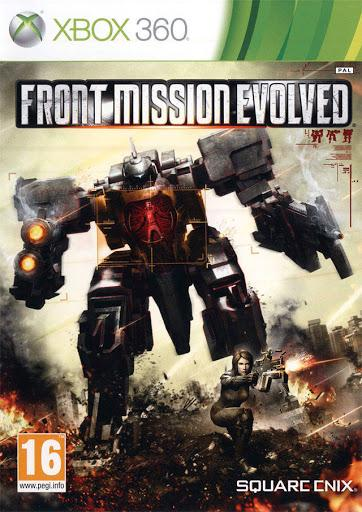 XBOX 360
PAL
FRONT MISSION EVOLVED
16
www.pegi.info
SQUARE ENIX